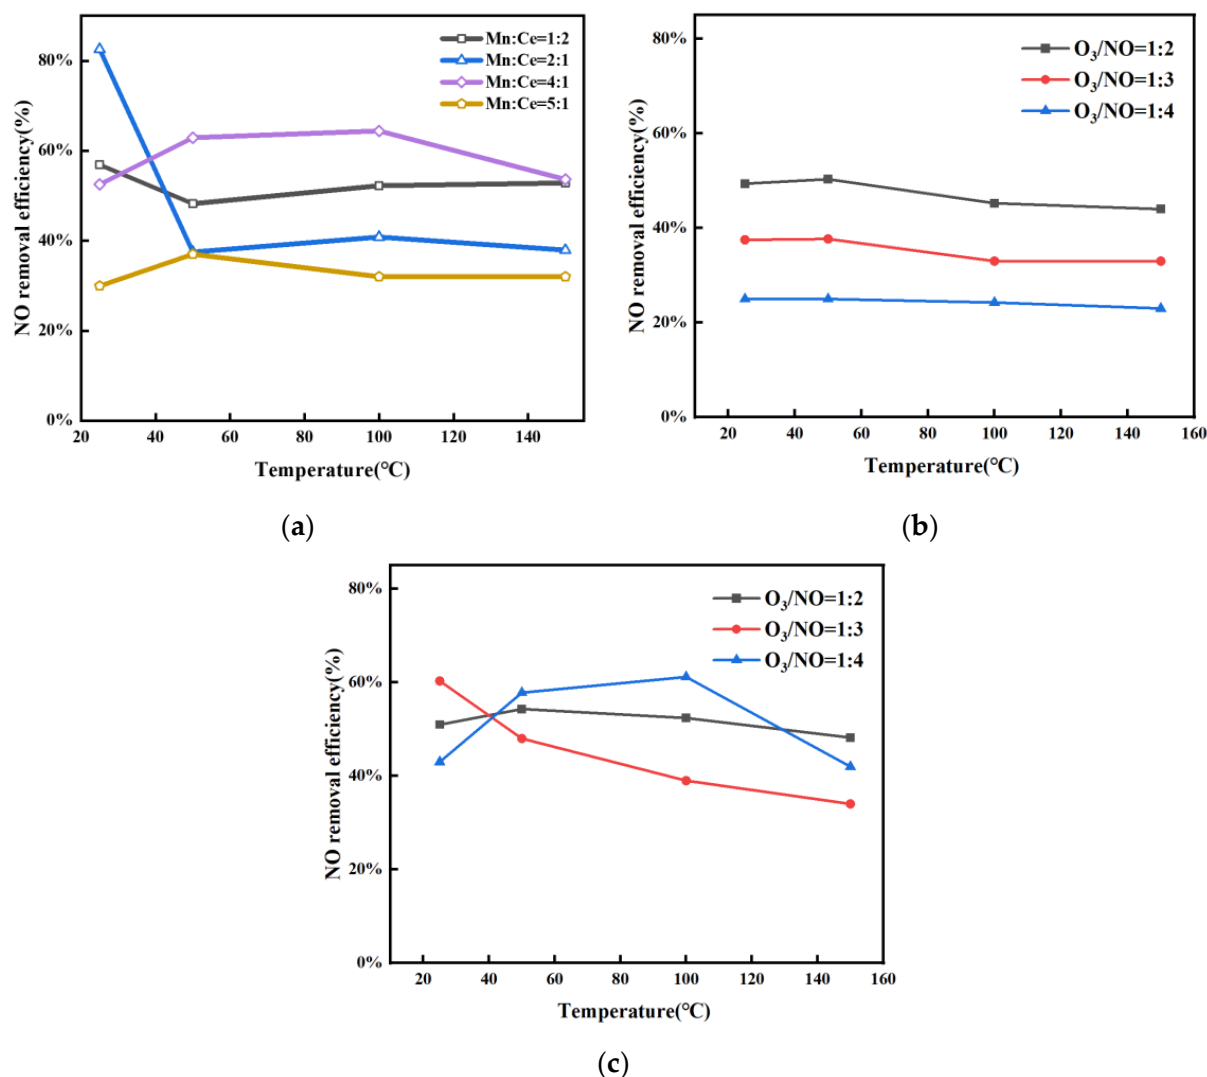 NO removal efficiency(%)
80%
60%
40%
20%
0%
20 40 60 80 100 120 140
Temperature(℃)
Mn:Ce=1:2
Mn:Ce=2:1
Mn:Ce=4:1
Mn:Ce=5:1
(a)
NO removal efficiency(%)
80%
60%
40%
20%
0%
20 40 60 80 100 120 140 160
Temperature(℃)
O₃/NO=1:2
O₃/NO=1:3
O₃/NO=1:4
(b)
NO removal efficiency(%)
80%
60%
40%
20%
0%
20 40 60 80 100 120 140 160
Temperature(℃)
O₃/NO=1:2
O₃/NO=1:3
O₃/NO=1:4
(c)